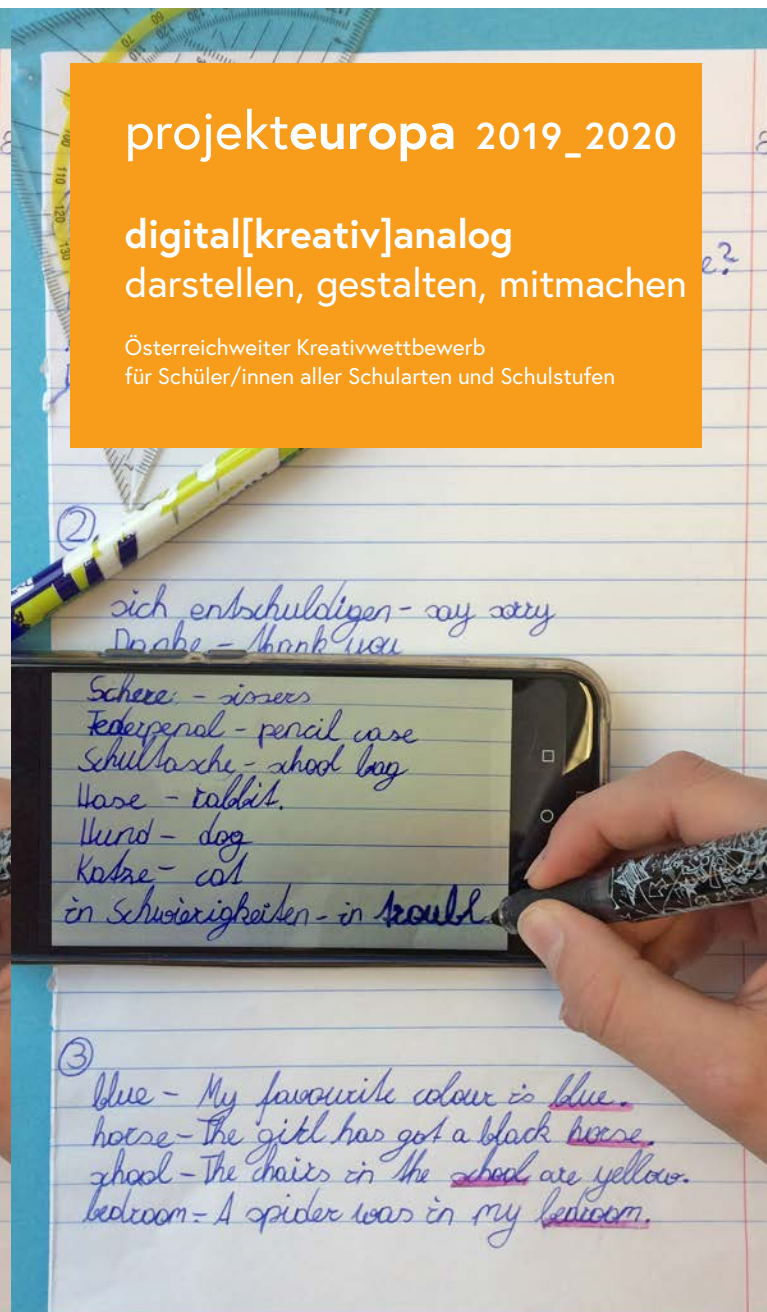 projekteuropa 2019_2020
digital[kreativ]analog
darstellen, gestalten, mitmachen
Österreichweiter Kreativwettbewerb
für Schüler/innen aller Schularten und Schulstufen
e?
2
sich entschuldigen - say sorry
Danke - thank you
Schere: - sissers
Federpenal - pencil case
Schultasche - school bag
Hase - rabbit.
Hund - dog
Katze - cat
in Schwierigkeiten - in troubl
3
blue - My favourite colour is blue.
horse - The girl has got a black horse.
school - The chairs in the school are yellow.
bedroom - A spider was in my bedroom.